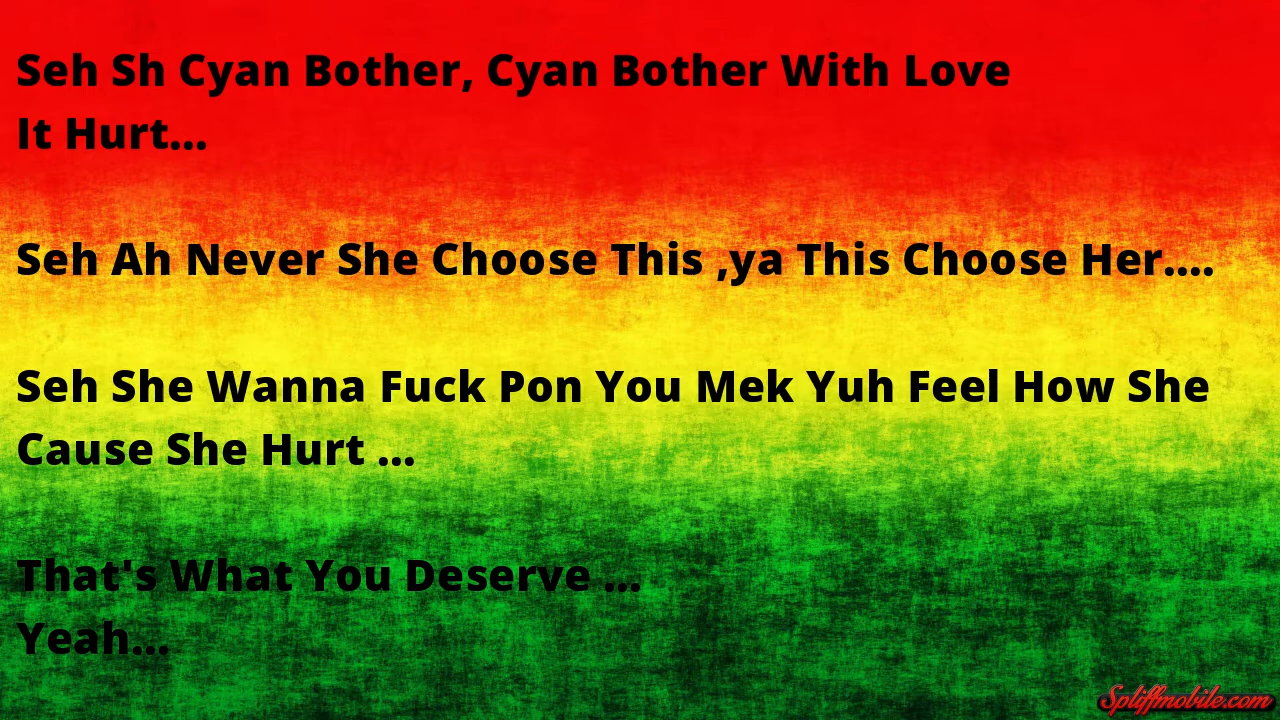 Seh Sh Cyan Bother, Cyan Bother With Love
It Hurt...
Seh Ah Never She Choose This ,ya This Choose Her....
Seh She Wanna Fuck Pon You Mek Yuh Feel How She
Cause She Hurt ...
That's What You Deserve ...
Yeah...
Spliffmobile.com